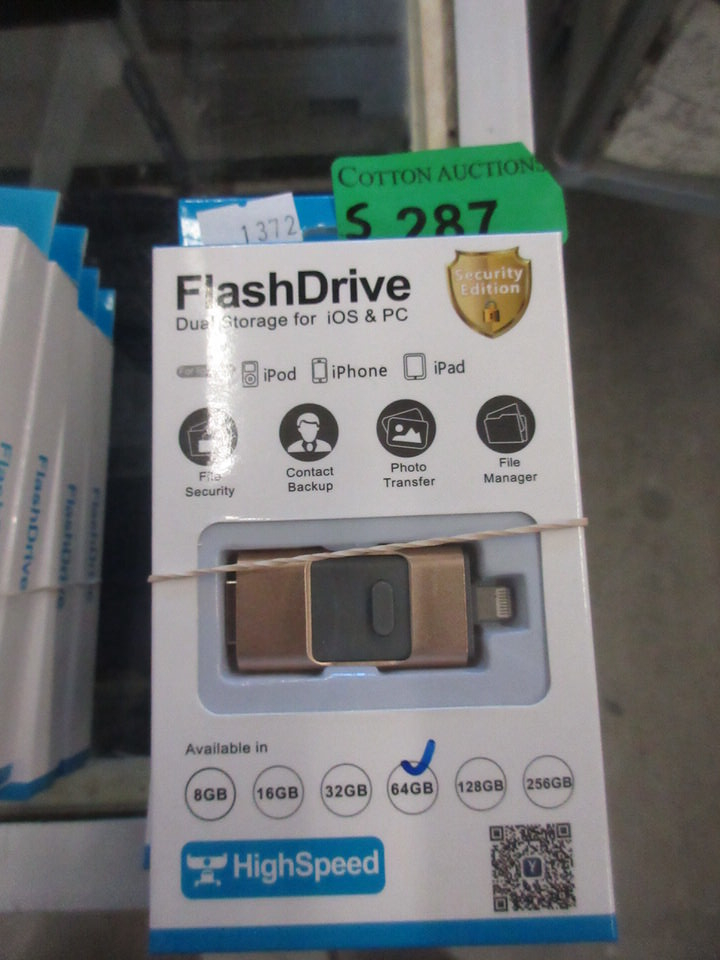 COTTON AUCTIONS
S 287
1372
FlashDrive
Dual Storage for iOS & PC
Security
Edition
iPod
iPhone
iPad
File
Security
Contact
Backup
Photo
Transfer
File
Manager
Available in
8GB
16GB
32GB
64GB
128GB
256GB
HighSpeed
Y
FlashDrive
FlashDrive
FlashDrive